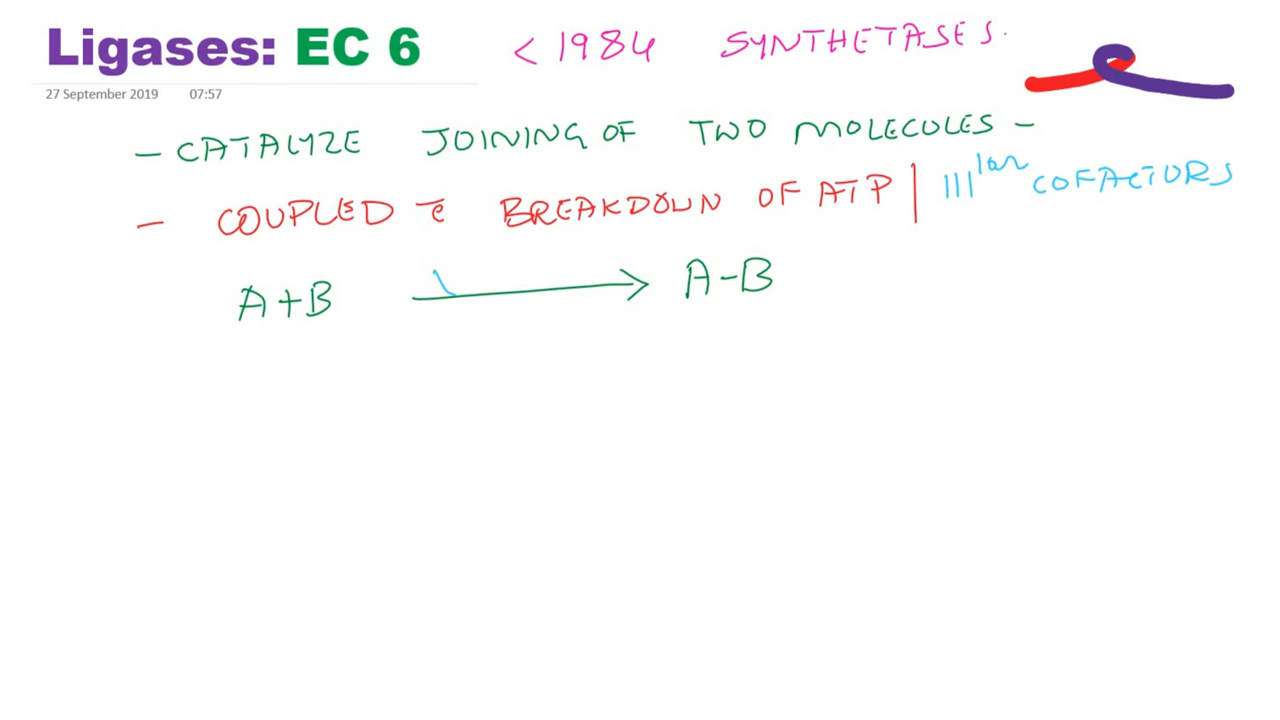 Ligases: EC 6 < 1984 SYNTHETASES.
27 September 2019 07:57
- CATALYZE JOINING OF TWO MOLECULES -
- COUPLED c̄ BREAKDOWN OF ATP | |||lar COFACTORS
A+B → A-B